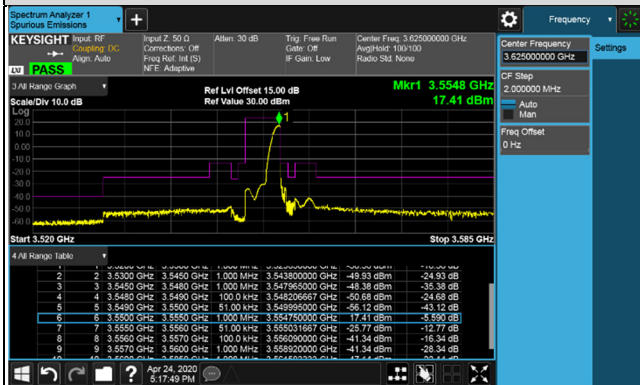 Spectrum Analyzer 1
Spurious Emissions
Frequency
KEYSIGHT Input: RF
Coupling: DC
Align: Auto
Input Z: 50 Ω
Corrections: Off
Freq Ref: Int (S)
NFE: Adaptive
Atten: 30 dB
Trig: Free Run
Gate: Off
IF Gain: Low
Center Freq: 3.625000000 GHz
Avg|Hold: 100/100
Radio Std: None
LXI PASS
Center Frequency
3.625000000 GHz
Settings
CF Step
2.000000 MHz
Auto
Man
Freq Offset
0 Hz
3 All Range Graph
Scale/Div 10.0 dB
Ref Lvl Offset 15.00 dB
Ref Value 30.00 dBm
Mkr1 3.5548 GHz
17.41 dBm
Log
20.0
10.0
0.00
-10.0
-20.0
-30.0
-40.0
-50.0
-60.0
1
Start 3.520 GHz
Stop 3.585 GHz
4 All Range Table
2 2 3.5300 GHz 3.5450 GHz 1.000 MHz 3.543800000 GHz -49.93 dBm -24.93 dB
3 3 3.5450 GHz 3.5480 GHz 1.000 MHz 3.547965000 GHz -48.38 dBm -35.38 dB
4 4 3.5480 GHz 3.5490 GHz 100.0 kHz 3.548206667 GHz -50.68 dBm -24.68 dB
5 5 3.5490 GHz 3.5500 GHz 51.00 kHz 3.549995000 GHz -56.12 dBm -43.12 dB
6 6 3.5500 GHz 3.5550 GHz 1.000 MHz 3.554750000 GHz 17.41 dBm -5.590 dB
7 7 3.5550 GHz 3.5560 GHz 51.00 kHz 3.555031667 GHz -25.77 dBm -12.77 dB
8 8 3.5560 GHz 3.5570 GHz 100.0 kHz 3.556090000 GHz -41.34 dBm -16.34 dB
9 9 3.5570 GHz 3.5600 GHz 1.000 MHz 3.558920000 GHz -41.34 dBm -28.34 dB
Apr 24, 2020
5:17:49 PM